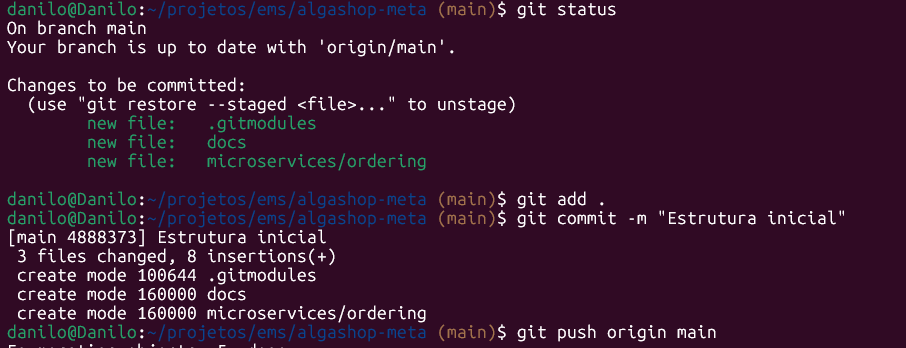 danilo@Danilo:~/projetos/ems/algashop-meta (main)$ git status
On branch main
Your branch is up to date with 'origin/main'.

Changes to be committed:
  (use "git restore --staged <file>..." to unstage)
        new file:   .gitmodules
        new file:   docs
        new file:   microservices/ordering

danilo@Danilo:~/projetos/ems/algashop-meta (main)$ git add .
danilo@Danilo:~/projetos/ems/algashop-meta (main)$ git commit -m "Estrutura inicial"
[main 4888373] Estrutura inicial
 3 files changed, 8 insertions(+)
 create mode 100644 .gitmodules
 create mode 160000 docs
 create mode 160000 microservices/ordering
danilo@Danilo:~/projetos/ems/algashop-meta (main)$ git push origin main